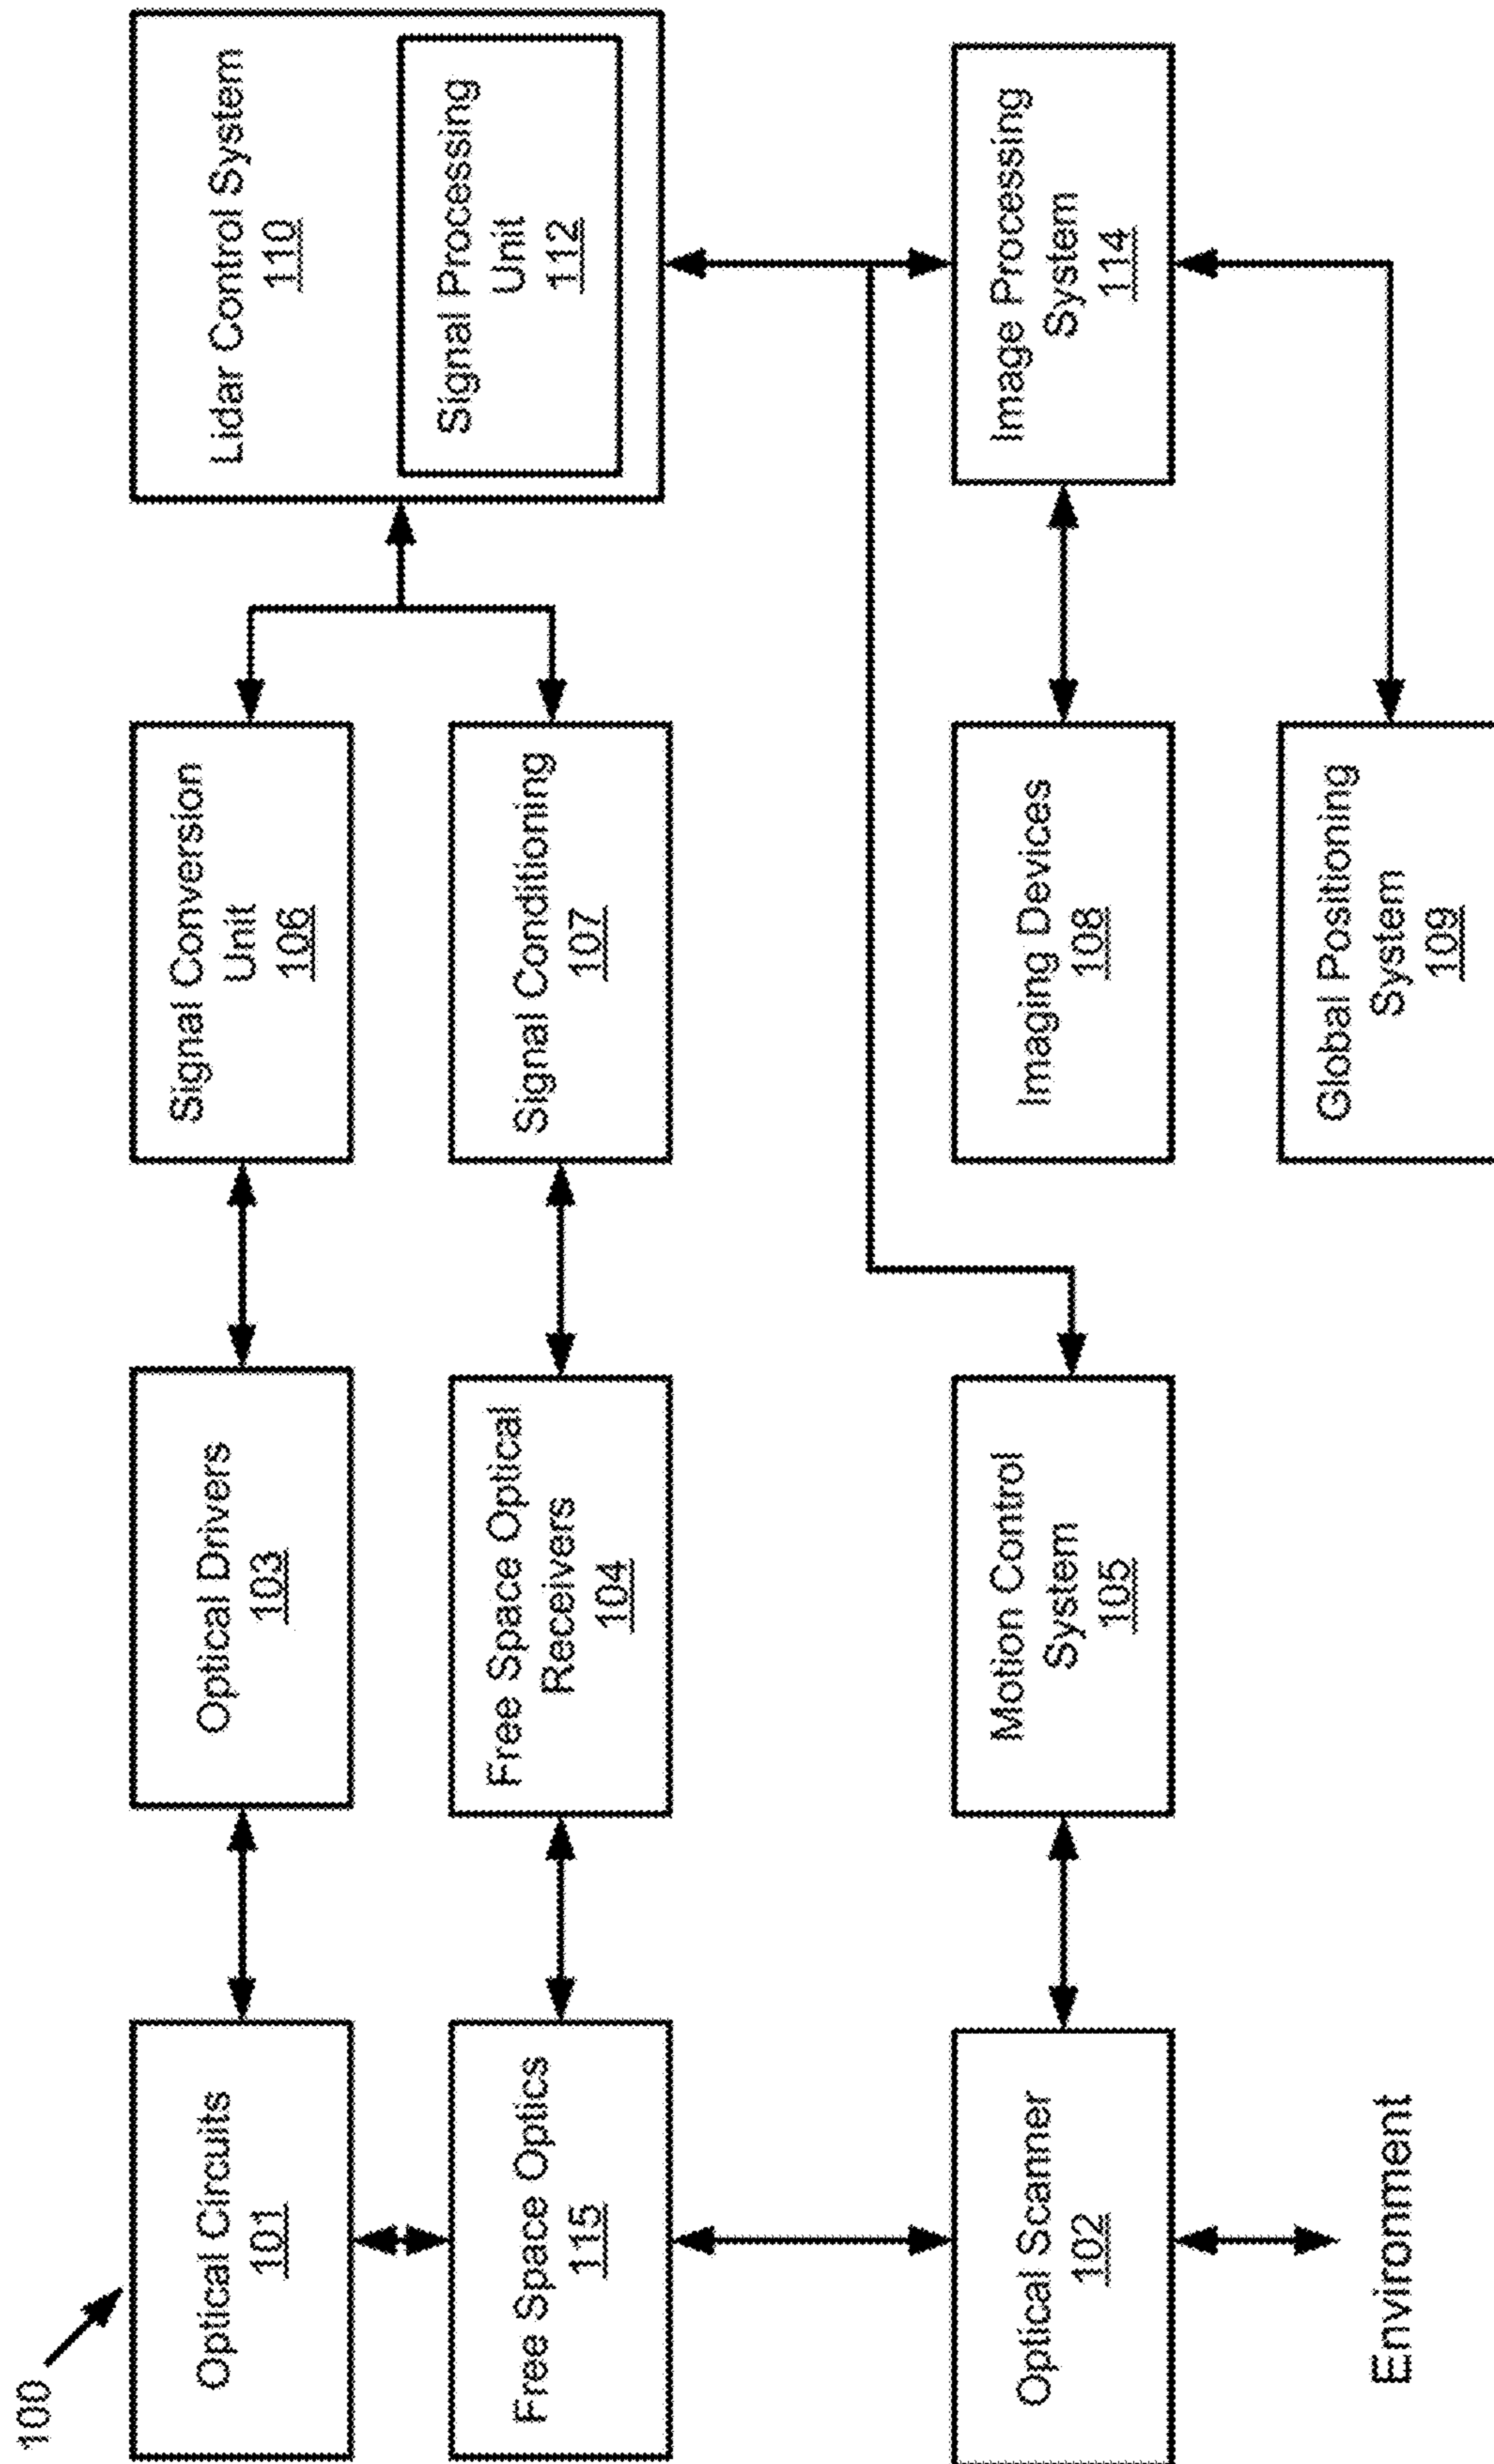 100
Optical Circuits
101
Optical Drivers
103
Signal Conversion
Unit
106
Lidar Control System
110
Signal Processing
Unit
112
Free Space Optics
115
Free Space Optical
Receivers
104
Signal Conditioning
107
Optical Scanner
102
Motion Control
System
105
Imaging Devices
108
Image Processing
System
114
Global Positioning
System
109
Environment